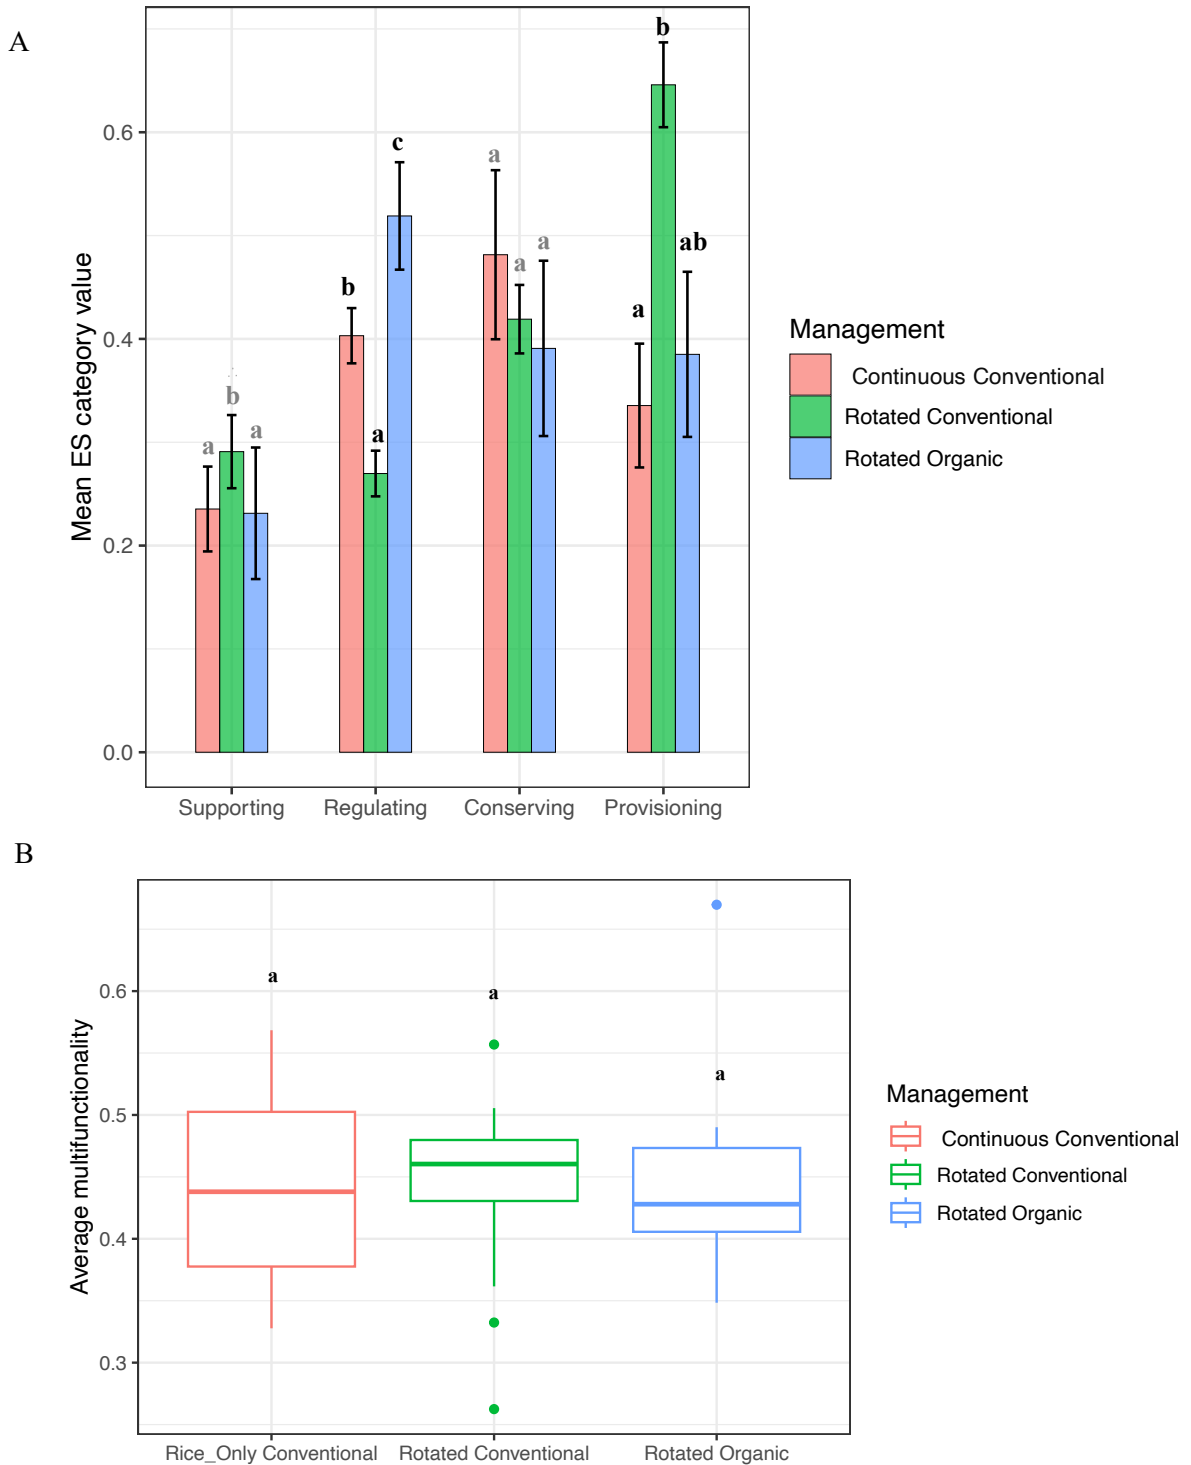 A
b
0.6
c
a
a
ab
a
b
a
0.4
b
a
a
a
0.2
0.0
Mean ES category value
Supporting Regulating Conserving Provisioning
Management
Continuous Conventional
Rotated Conventional
Rotated Organic
B
a
a
a
0.6
0.5
0.4
0.3
Average multifunctionality
Rice_Only Conventional Rotated Conventional Rotated Organic
Management
Continuous Conventional
Rotated Conventional
Rotated Organic